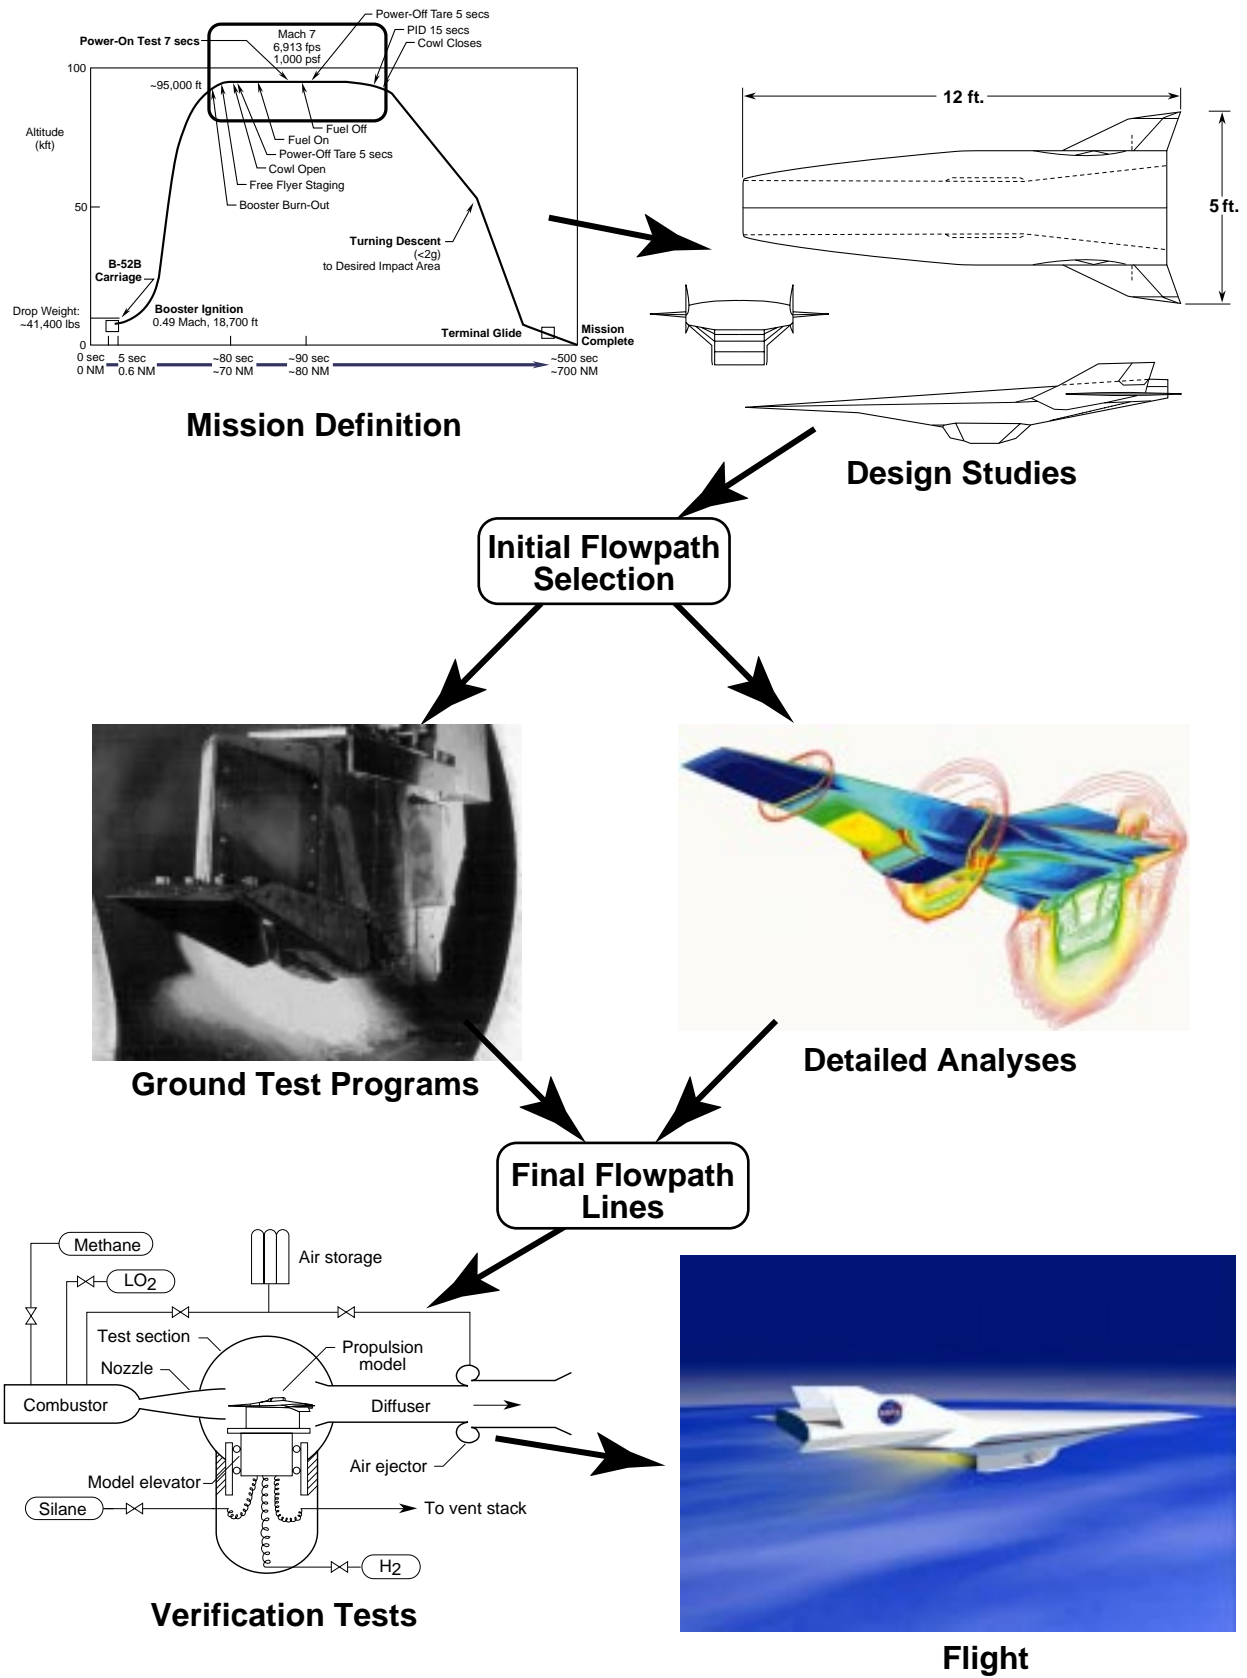 Power-Off Tare 5 secs
PID 15 secs
Cowl Closes
Power-On Test 7 secs
Mach 7
6,913 fps
1,000 psf
100
~95,000 ft
Altitude
(kft)
Fuel Off
Fuel On
Power-Off Tare 5 secs
Cowl Open
Free Flyer Staging
Booster Burn-Out
50
Turning Descent
(<2g)
to Desired Impact Area
B-52B
Carriage
Drop Weight:
~41,400 lbs
Booster Ignition
0.49 Mach, 18,700 ft
Terminal Glide
Mission
Complete
0
0 sec
0 NM
5 sec
0.6 NM
~80 sec
~70 NM
~90 sec
~80 NM
~500 sec
~700 NM
Mission Definition
12 ft.
5 ft.
Design Studies
Initial Flowpath
Selection
Ground Test Programs
Detailed Analyses
Final Flowpath
Lines
Methane
LO2
Air storage
Test section
Nozzle
Propulsion
model
Combustor
Diffuser
Model elevator
Air ejector
Silane
To vent stack
H2
Verification Tests
Flight